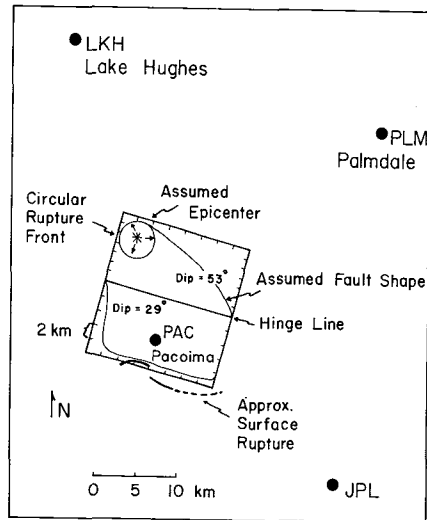 LKH
Lake Hughes
PLM
Palmdale
Circular
Rupture
Front
Assumed
Epicenter
Dip = 53°
Assumed Fault Shape
Dip = 29°
Hinge Line
2 km
PAC
Pacoima
N
Approx.
Surface
Rupture
0 5 10
km
JPL